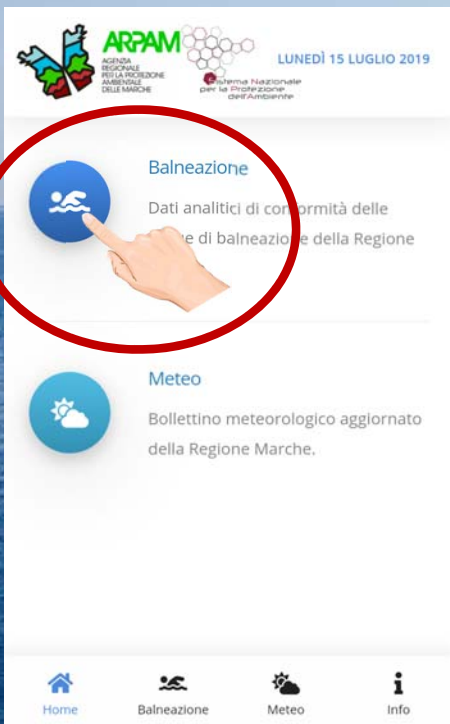 ARPAM
AGENZIA
REGIONALE
PER LA PROTEZIONE
AMBIENTALE
DELLE MARCHE
Sistema Nazionale
per la Protezione
dell'Ambiente
LUNEDÌ 15 LUGLIO 2019
Balneazione
Dati analitici di conformità delle
di balneazione della Regione
Meteo
Bollettino meteorologico aggiornato
della Regione Marche.
Home
Balneazione
Meteo
Info